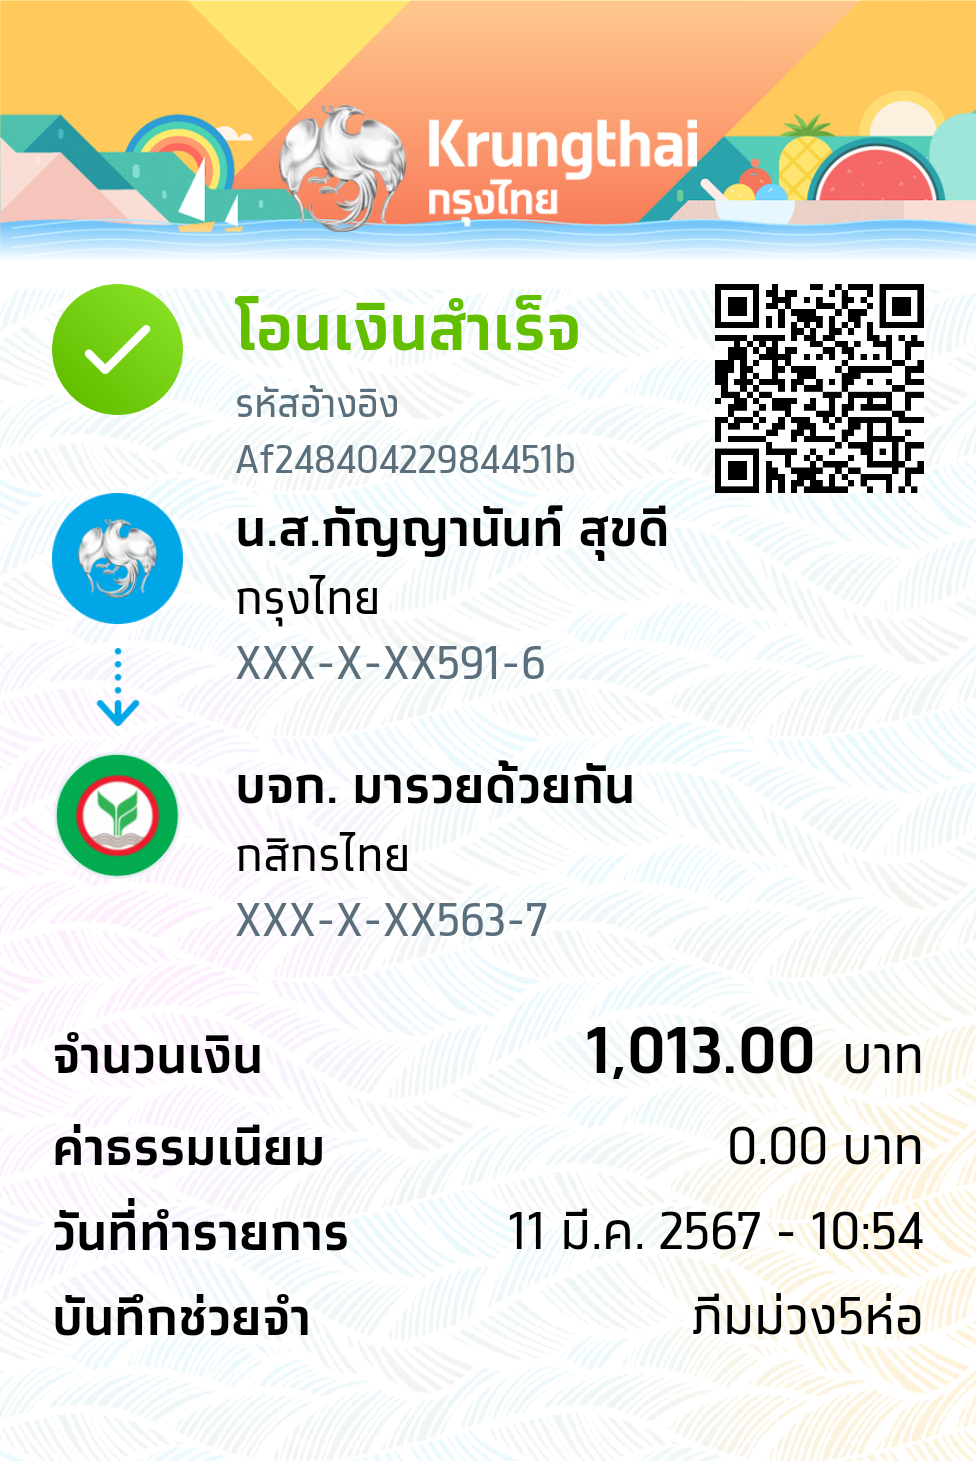 Krungthai
กรุงไทย
โอนเงินสำเร็จ
รหัสอ้างอิง
Af24840422984451b
น.ส.กัญญานันท์ สุขดี
กรุงไทย
XXX-X-XX591-6
บจก. มารวยด้วยกัน
กสิกรไทย
XXX-X-XX563-7
จำนวนเงิน 1,013.00 บาท
ค่าธรรมเนียม 0.00 บาท
วันที่ทำรายการ 11 มี.ค. 2567 - 10:54
บันทึกช่วยจำ ภีมม่วง5ห่อ